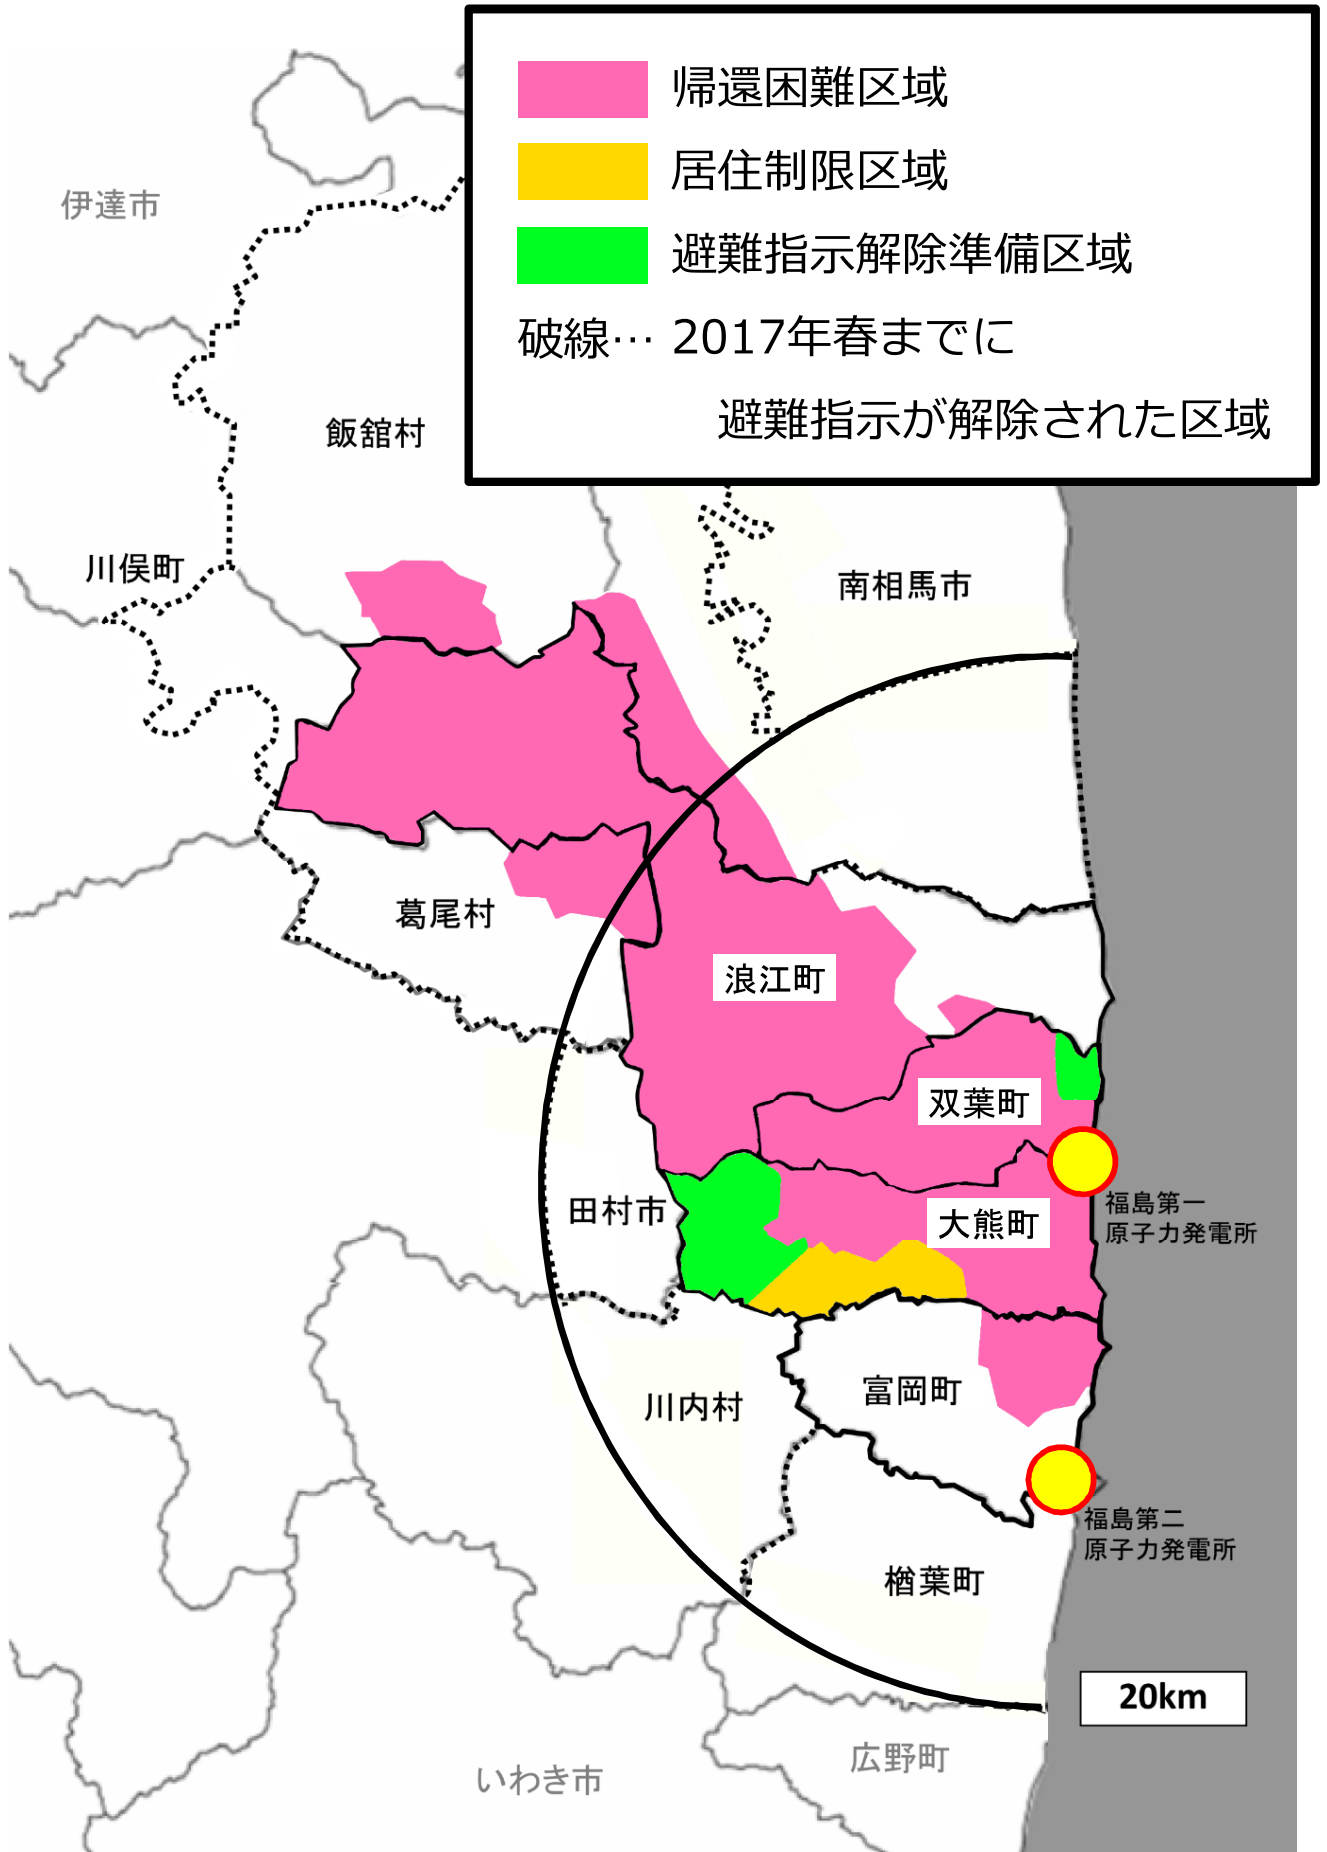 帰還困難区域
居住制限区域
避難指示解除準備区域
破線… 2017年春までに
避難指示が解除された区域
伊達市
飯舘村
川俣町
南相馬市
葛尾村
浪江町
双葉町
田村市
大熊町
福島第一
原子力発電所
富岡町
川内村
福島第二
原子力発電所
楢葉町
20km
広野町
いわき市